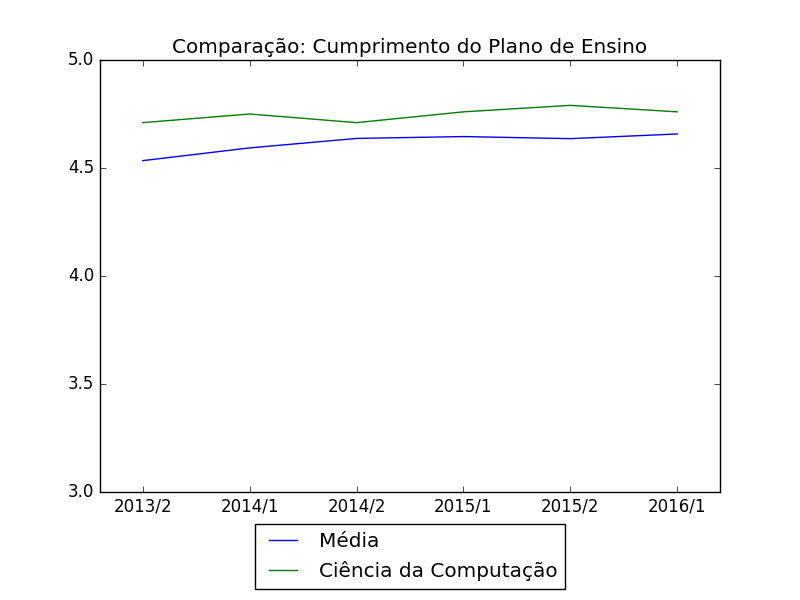 Comparação: Cumprimento do Plano de Ensino
5.0
4.5
4.0
3.5
3.0
2013/2 2014/1 2014/2 2015/1 2015/2 2016/1
Média
Ciência da Computação